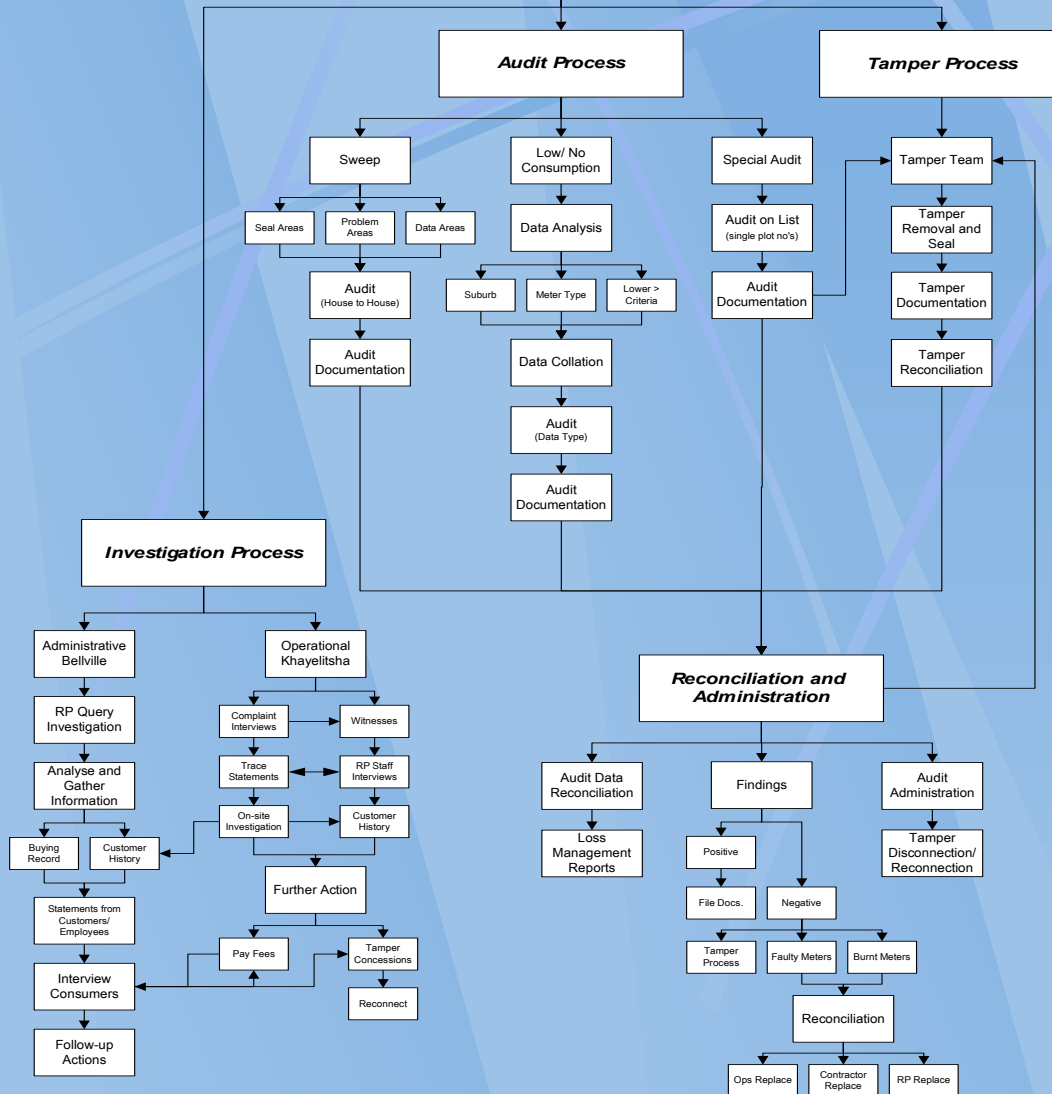 Audit Process
Tamper Process
Sweep
Low/ No
Consumption
Special Audit
Tamper Team
Seal Areas
Problem
Areas
Data Areas
Data Analysis
Audit on List
(single plot no's)
Tamper
Removal and
Seal
Audit
(House to House)
Suburb
Meter Type
Lower >
Criteria
Audit
Documentation
Tamper
Documentation
Audit
Documentation
Data Collation
Tamper
Reconciliation
Audit
(Data Type)
Audit
Documentation
Investigation Process
Administrative
Bellville
Operational
Khayelitsha
Reconciliation and
Administration
RP Query
Investigation
Complaint
Interviews
Witnesses
Analyse and
Gather
Information
Trace
Statements
RP Staff
Interviews
Audit Data
Reconciliation
Findings
Audit
Administration
On-site
Investigation
Customer
History
Buying
Record
Customer
History
Loss
Management
Reports
Positive
Tamper
Disconnection/
Reconnection
Further Action
File Docs.
Negative
Statements from
Customers/
Employees
Pay Fees
Tamper
Concessions
Tamper
Process
Faulty Meters
Burnt Meters
Interview
Consumers
Reconnect
Reconciliation
Follow-up
Actions
Ops Replace
Contractor
Replace
RP Replace